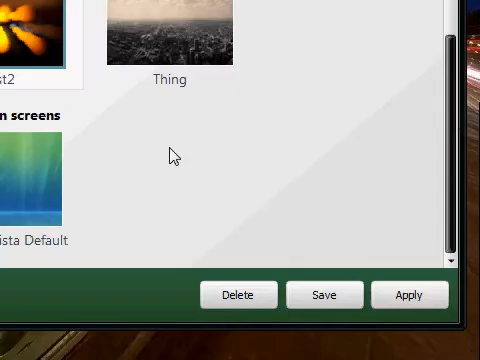 st2
Thing
n screens
ista Default
Delete
Save
Apply